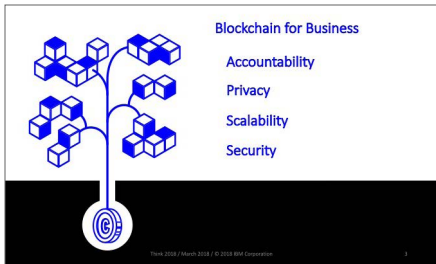 Blockchain for Business
Accountability
Privacy
Scalability
Security
Think 2018 / March 2018 / © 2018 IBM Corporation
3